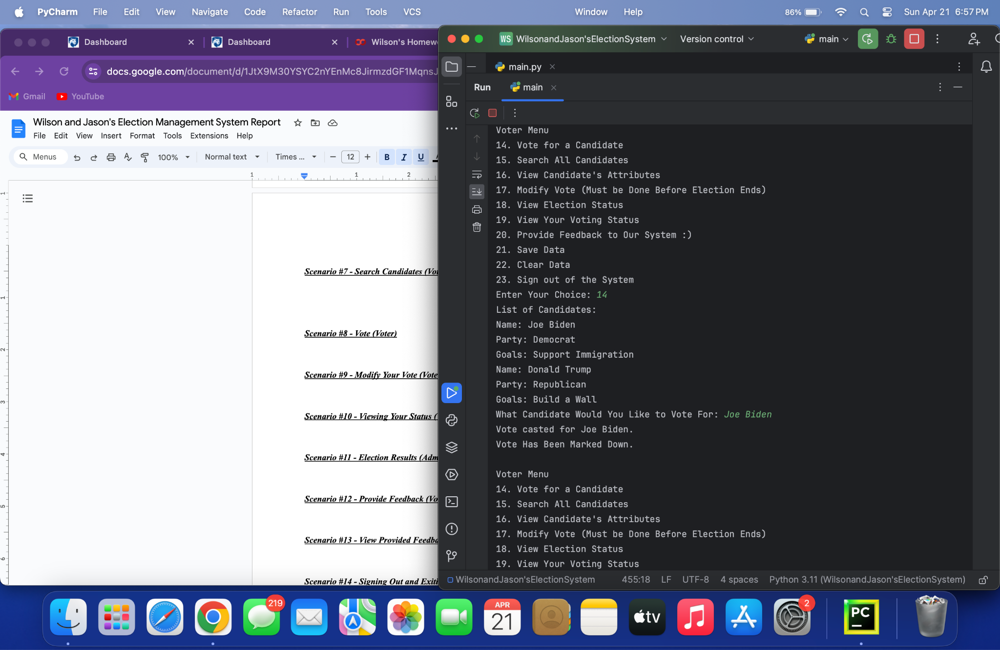 PyCharm File Edit View Navigate Code Refactor Run Tools VCS Window Help 86% Sun Apr 21 6:57 PM
Dashboard
Dashboard
Wilson's Homew
docs.google.com/document/d/1JtX9M30YSYC2nYEnMc8JirmzdGF1MqnsJ
Gmail YouTube
Wilson and Jason's Election Management System Report
File Edit View Insert Format Tools Extensions Help
Menus 100% Normal text Times ... 12 B I U A
1 1 2
1
1
2
3
4
5
6
Scenario #7 - Search Candidates (Vo
Scenario #8 - Vote (Voter)
Scenario #9 - Modify Your Vote (Vote
Scenario #10 - Viewing Your Status (
Scenario #11 - Election Results (Adm
Scenario #12 - Provide Feedback (Vo
Scenario #13 - View Provided Feedba
Scenario #14 - Signing Out and Exiti
WS WilsonandJason'sElectionSystem Version control main
main.py
Run main
Voter Menu
14. Vote for a Candidate
15. Search All Candidates
16. View Candidate's Attributes
17. Modify Vote (Must be Done Before Election Ends)
18. View Election Status
19. View Your Voting Status
20. Provide Feedback to Our System :)
21. Save Data
22. Clear Data
23. Sign out of the System
Enter Your Choice: 14
List of Candidates:
Name: Joe Biden
Party: Democrat
Goals: Support Immigration
Name: Donald Trump
Party: Republican
Goals: Build a Wall
What Candidate Would You Like to Vote For: Joe Biden
Vote casted for Joe Biden.
Vote Has Been Marked Down.
Voter Menu
14. Vote for a Candidate
15. Search All Candidates
16. View Candidate's Attributes
17. Modify Vote (Must be Done Before Election Ends)
18. View Election Status
19. View Your Voting Status
WilsonandJason'sElectionSystem 455:18 LF UTF-8 4 spaces Python 3.11 (WilsonandJason'sElectionSystem)
219
APR
21
tv
2
PC